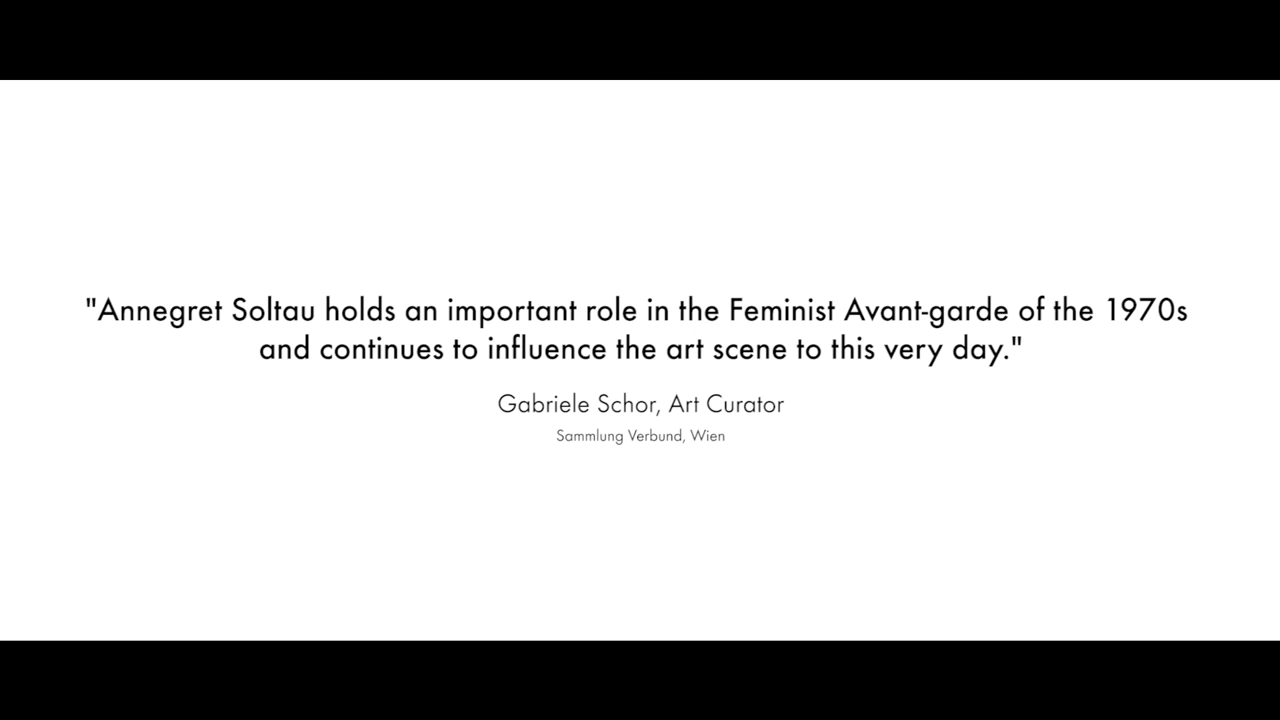 "Annegret Soltau holds an important role in the Feminist Avant-garde of the 1970s
and continues to influence the art scene to this very day."
Gabriele Schor, Art Curator
Sammlung Verbund, Wien